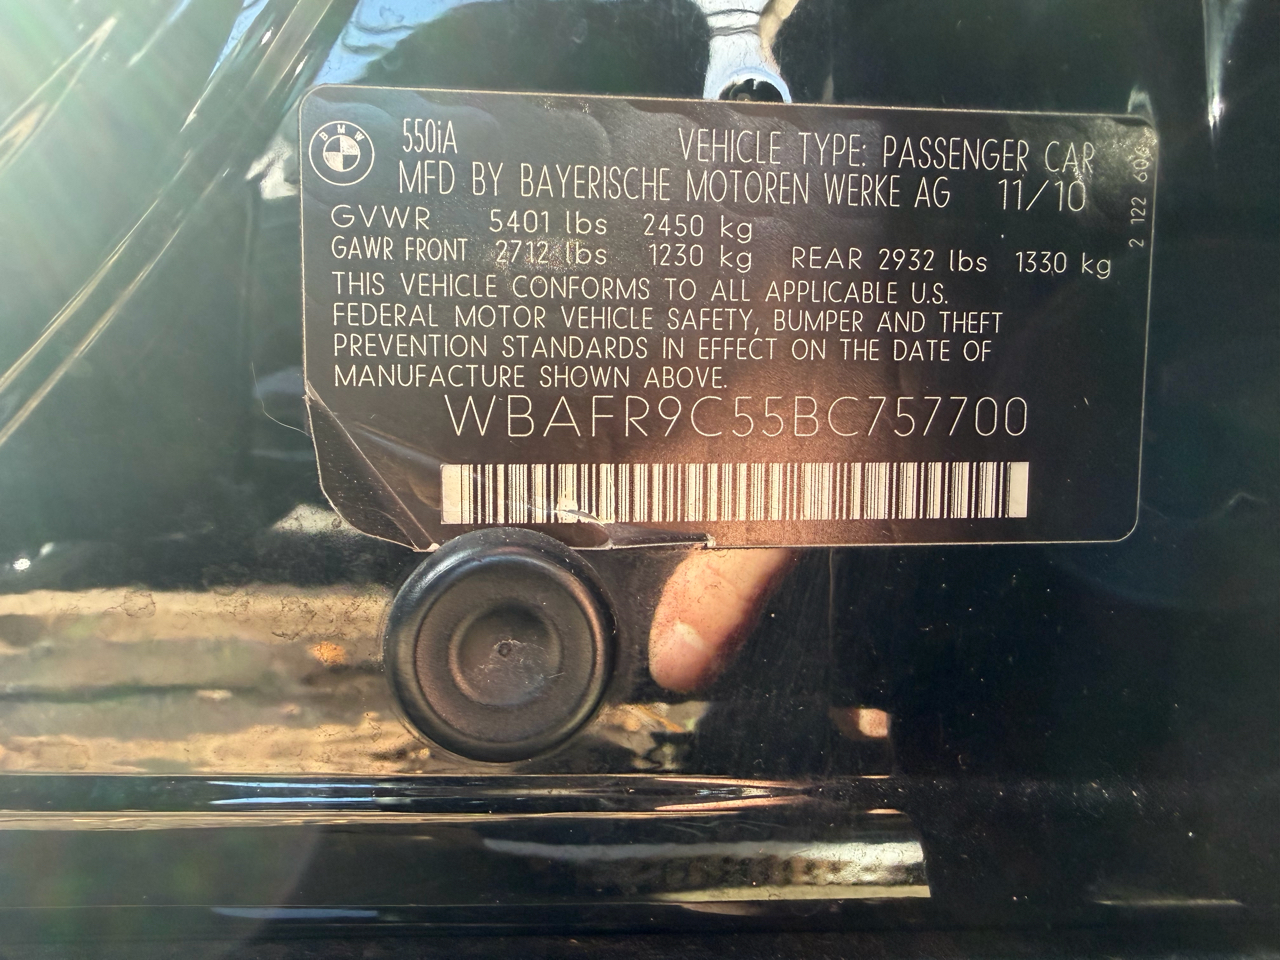 BMW
550iA VEHICLE TYPE: PASSENGER CAR
MFD BY BAYERISCHE MOTOREN WERKE AG 11/10
GVWR 5401 lbs 2450 kg
GAWR FRONT 2712 lbs 1230 kg REAR 2932 lbs 1330 kg
THIS VEHICLE CONFORMS TO ALL APPLICABLE U.S.
FEDERAL MOTOR VEHICLE SAFETY, BUMPER AND THEFT
PREVENTION STANDARDS IN EFFECT ON THE DATE OF
MANUFACTURE SHOWN ABOVE.
WBAFR9C55BC757700
2 122